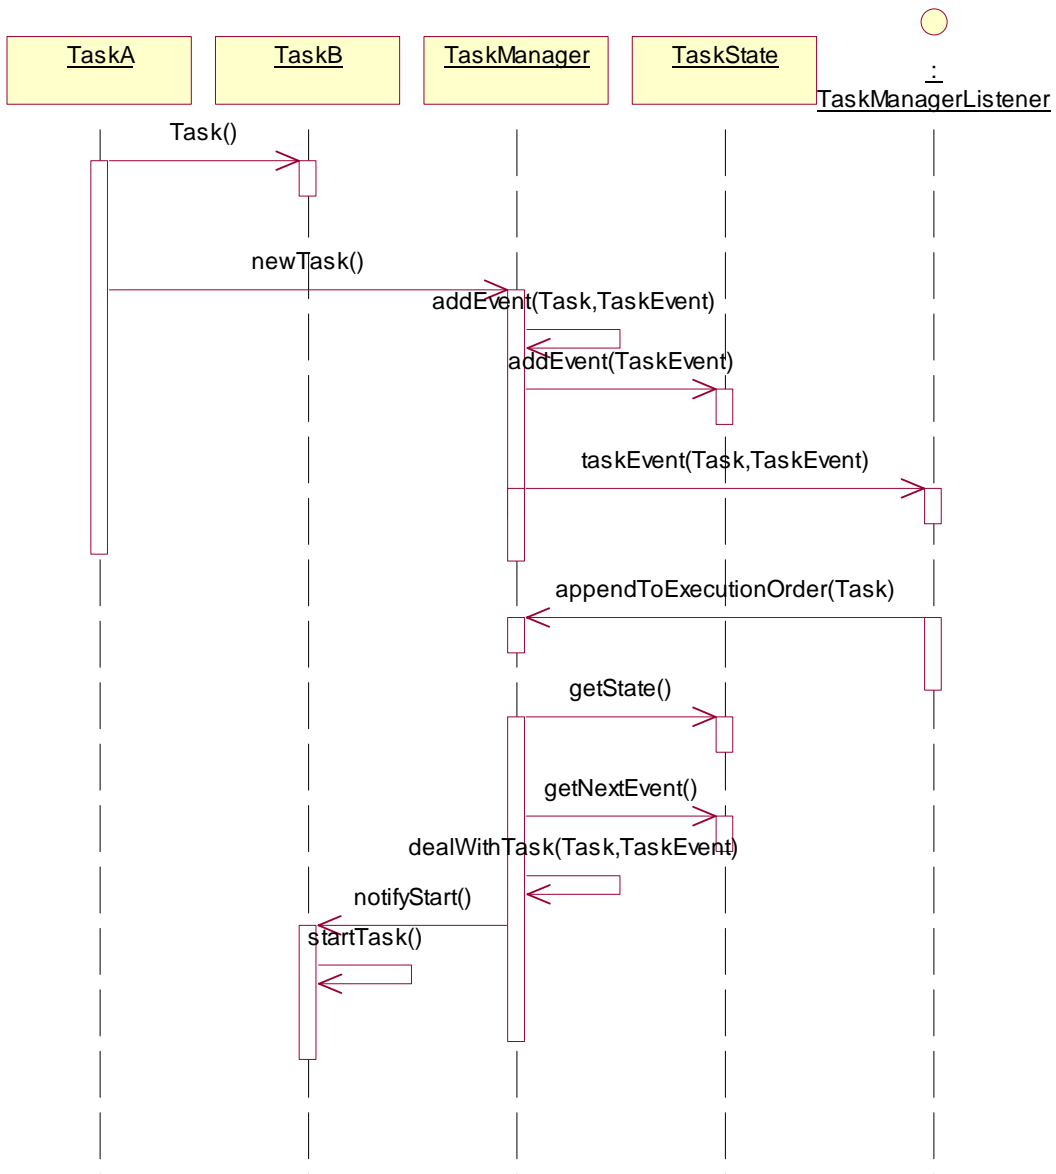 TaskA
TaskB
TaskManager
TaskState
:
TaskManagerListener
Task()
newTask()
addEvent(Task,TaskEvent)
addEvent(TaskEvent)
taskEvent(Task,TaskEvent)
appendToExecutionOrder(Task)
getState()
getNextEvent()
dealWithTask(Task,TaskEvent)
notifyStart()
startTask()